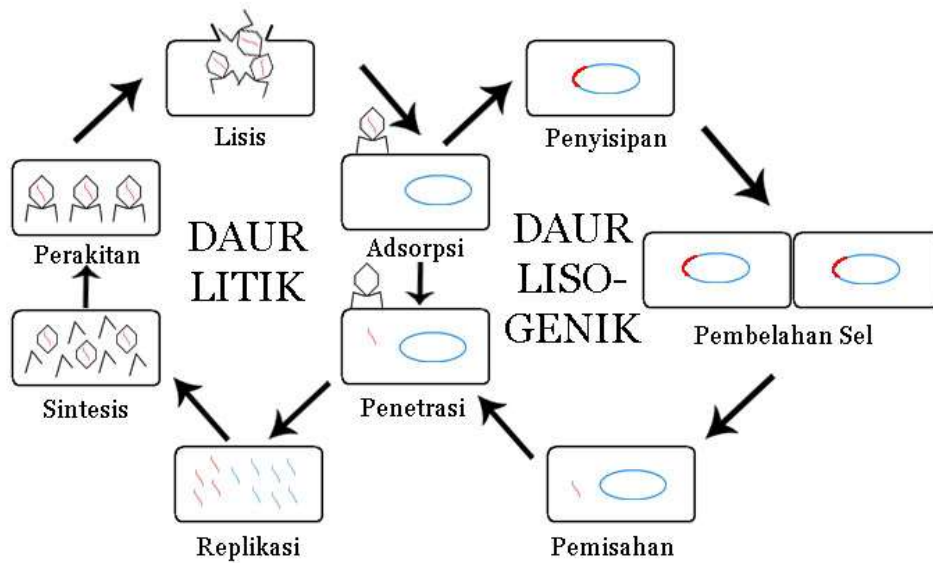 Lisis
Penyisipan
Perakitan
DAUR
LITIK
Adsorpsi
DAUR
LISO-
GENIK
Pembelahan Sel
Sintesis
Penetrasi
Replikasi
Pemisahan